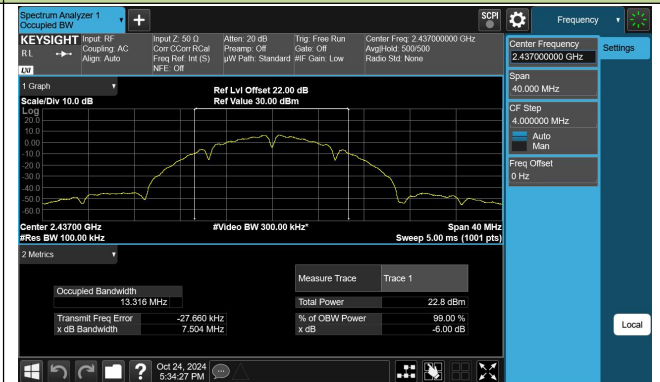 Spectrum Analyzer 1
Occupied BW
+
SCPI
Frequency
KEYSIGHT
RL
LXI
Input: RF
Coupling: AC
Align: Auto
Input Z: 50 Ω
Corr CCorr RCal
Freq Ref: Int (S)
NFE: Off
Atten: 20 dB
Preamp: Off
µW Path: Standard
Trig: Free Run
Gate: Off
#IF Gain: Low
Center Freq: 2.437000000 GHz
Avg|Hold: 500/500
Radio Std: None
Center Frequency
2.437000000 GHz
Settings
Span
40.000 MHz
CF Step
4.000000 MHz
Auto
Man
Freq Offset
0 Hz
1 Graph
Scale/Div 10.0 dB
Ref Lvl Offset 22.00 dB
Ref Value 30.00 dBm
Log
20.0
10.0
0.00
-10.0
-20.0
-30.0
-40.0
-50.0
-60.0
Center 2.43700 GHz
#Res BW 100.00 kHz
#Video BW 300.00 kHz*
Span 40 MHz
Sweep 5.00 ms (1001 pts)
2 Metrics
Measure Trace Trace 1
Occupied Bandwidth
13.316 MHz
Total Power 22.8 dBm
Transmit Freq Error -27.660 kHz
% of OBW Power 99.00 %
x dB Bandwidth 7.504 MHz
x dB -6.00 dB
Local
?
Oct 24, 2024
5:34:27 PM